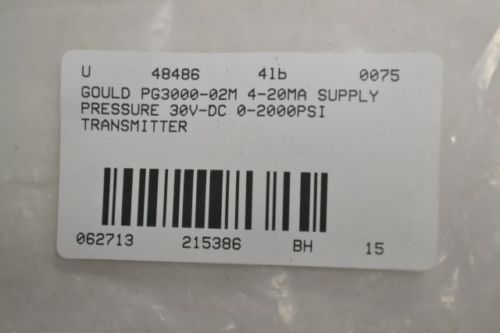 U 48486 41b 0075
GOULD PG3000-02M 4-20MA SUPPLY
PRESSURE 30V-DC 0-2000PSI
TRANSMITTER
062713 215386 BH 15